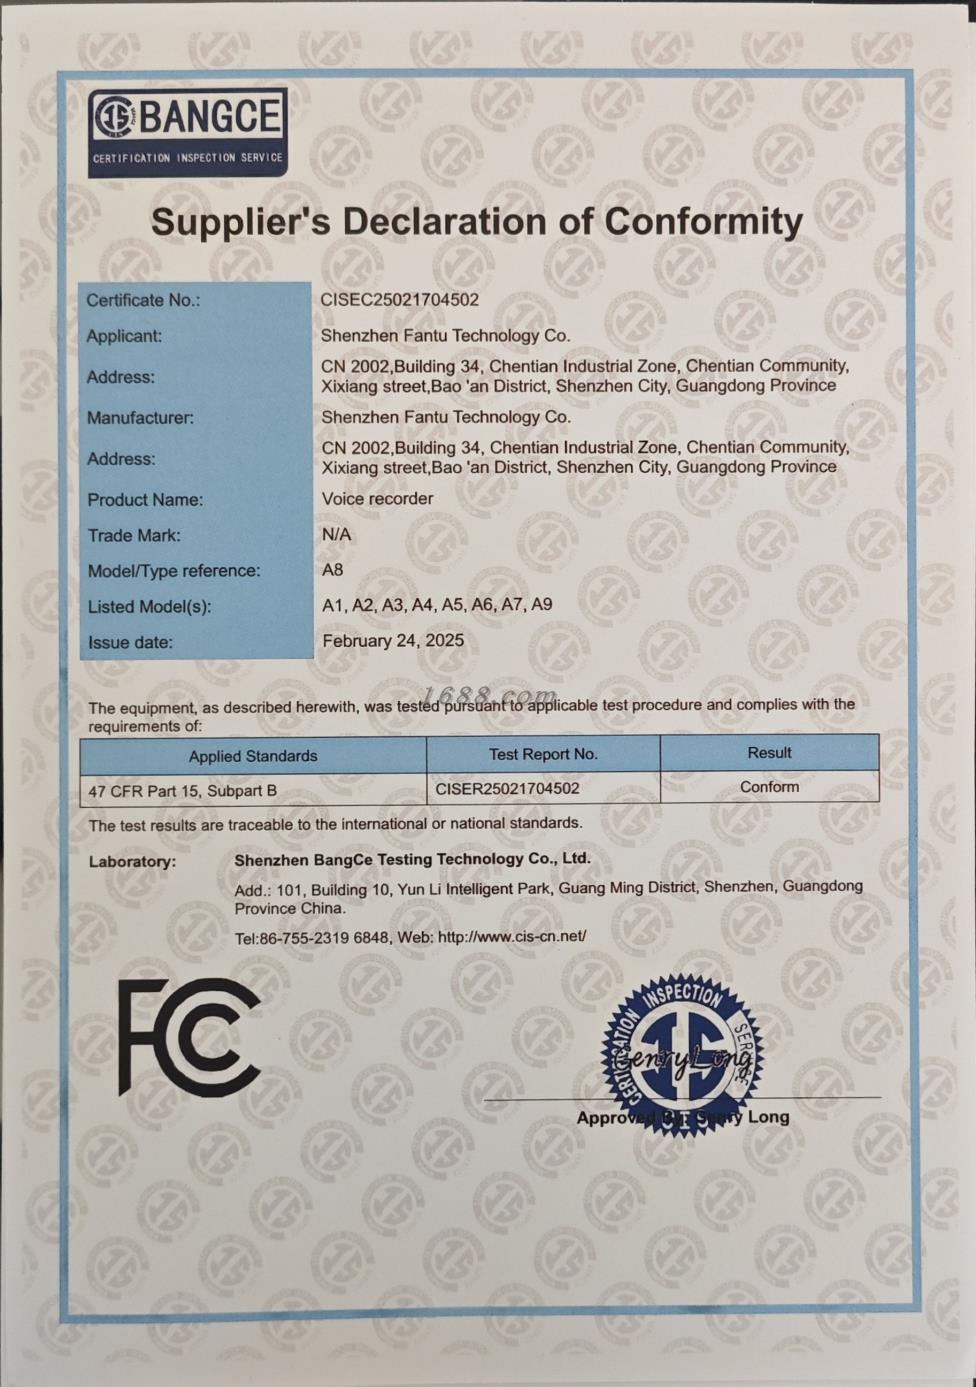 BANGCE
CERTIFICATION INSPECTION SERVICE
Supplier's Declaration of Conformity
Certificate No.: CISEC25021704502
Applicant: Shenzhen Fantu Technology Co.
Address: CN 2002,Building 34, Chentian Industrial Zone, Chentian Community,
Xixiang street,Bao 'an District, Shenzhen City, Guangdong Province
Manufacturer: Shenzhen Fantu Technology Co.
Address: CN 2002,Building 34, Chentian Industrial Zone, Chentian Community,
Xixiang street,Bao 'an District, Shenzhen City, Guangdong Province
Product Name: Voice recorder
Trade Mark: N/A
Model/Type reference: A8
Listed Model(s): A1, A2, A3, A4, A5, A6, A7, A9
Issue date: February 24, 2025
1688.com
The equipment, as described herewith, was tested pursuant to applicable test procedure and complies with the
requirements of:
Applied Standards Test Report No. Result
47 CFR Part 15, Subpart B CISER25021704502 Conform
The test results are traceable to the international or national standards.
Laboratory: Shenzhen BangCe Testing Technology Co., Ltd.
Add.: 101, Building 10, Yun Li Intelligent Park, Guang Ming District, Shenzhen, Guangdong
Province China.
Tel:86-755-2319 6848, Web: http://www.cis-cn.net/
FCC
CERTIFICATION INSPECTION SERVICE
Genry Long
Approved By: Genry Long